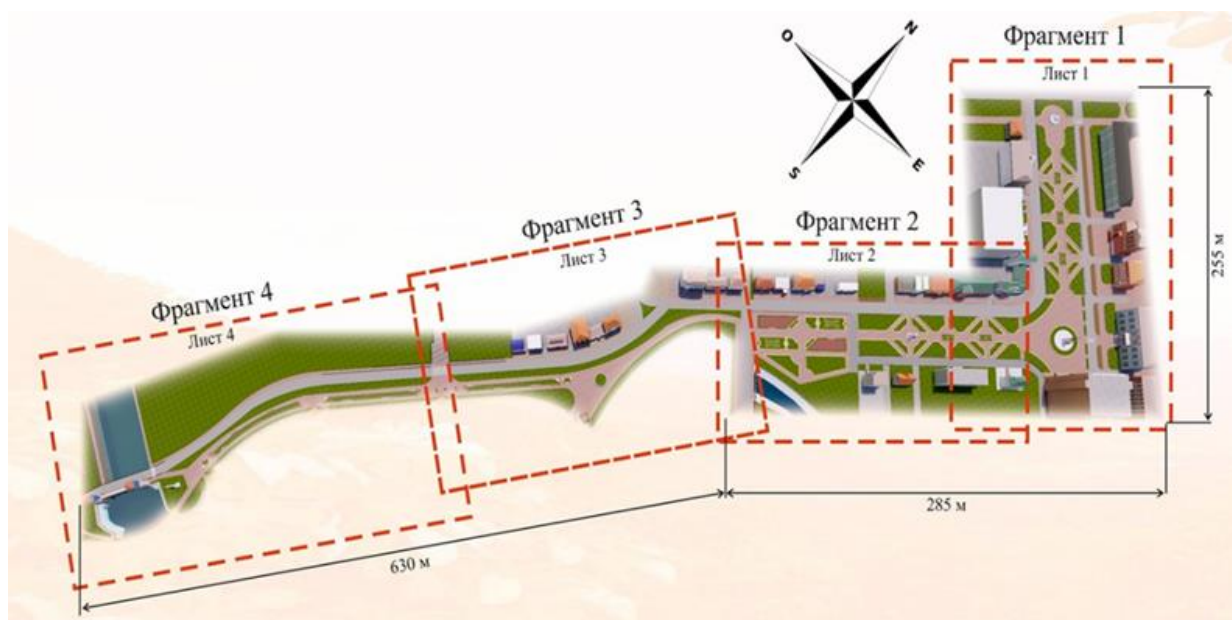 Фрагмент 1
Лист 1
O
N
S
E
Фрагмент 2
Лист 2
Фрагмент 3
Лист 3
Фрагмент 4
Лист 4
255 м
285 м
630 м